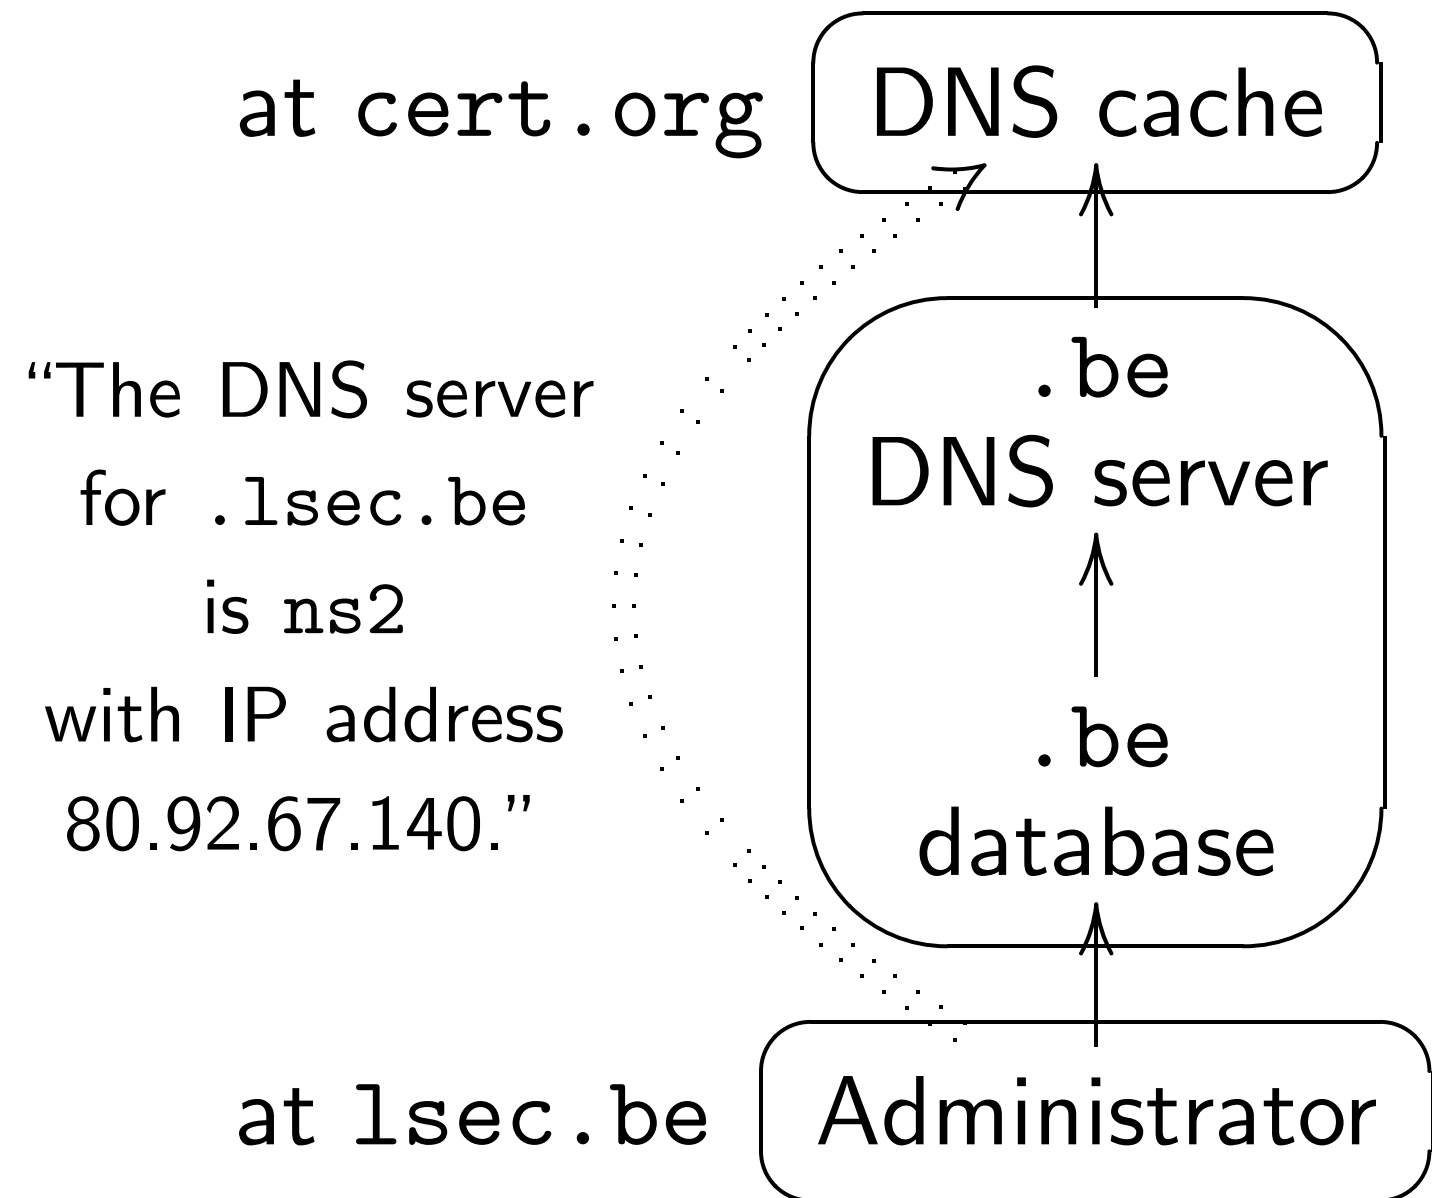 at cert.org DNS cache
“The DNS server
for .lsec.be
is ns2
with IP address
80.92.67.140.”
.be
DNS server
.be
database
at lsec.be Administrator